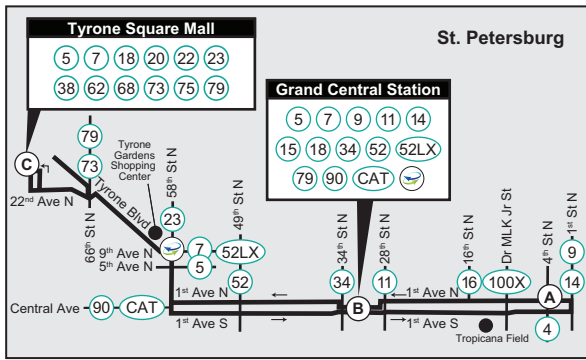 Tyrone Square Mall
5 7 18 20 22 23
38 62 68 73 75 79
St. Petersburg
Grand Central Station
5 7 9 11 14
15 18 34 52 52LX
79 90 CAT
C
79
73
22nd Ave N
66th St N
Tyrone Blvd
Tyrone
Gardens
Shopping
Center
58th St N
23
49th St N
9th Ave N
7
52LX
5th Ave N
5
52
34th St N
28th St N
16th St N
Dr MLK Jr St
4th St N
1st St N
9
1st Ave N
34
11
1st Ave N
16
100X
A
14
Central Ave
90
CAT
B
1st Ave S
1st Ave S
Tropicana Field
4